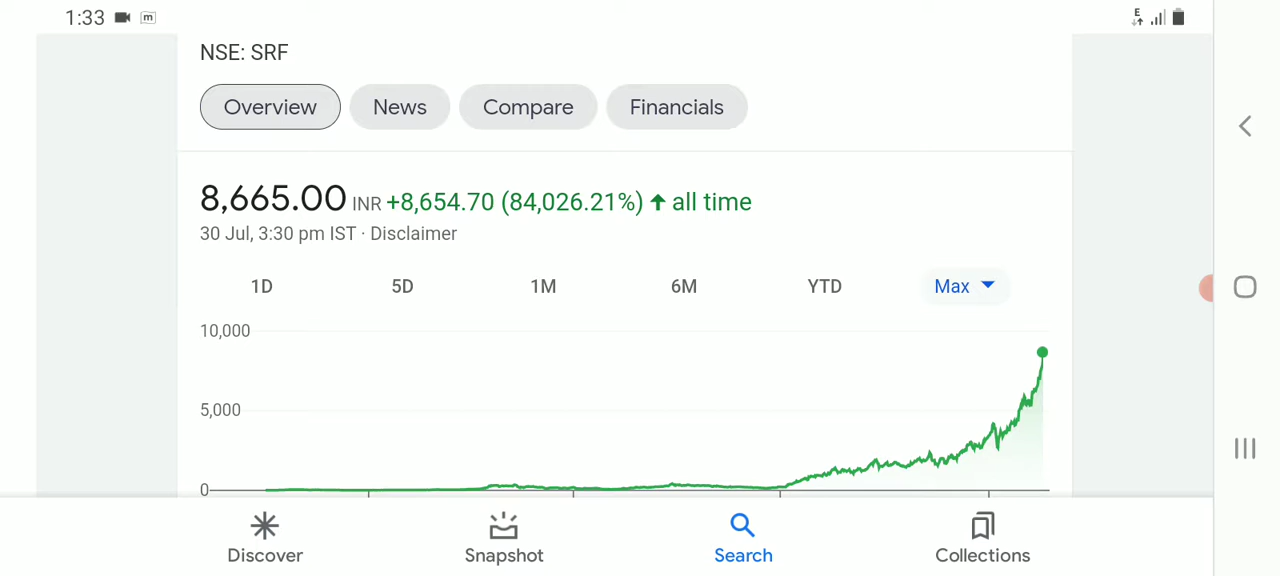 1:33 m E
NSE: SRF
Overview News Compare Financials
8,665.00 INR +8,654.70 (84,026.21%) ↑ all time
30 Jul, 3:30 pm IST · Disclaimer
1D 5D 1M 6M YTD Max
10,000
5,000
0
Discover Snapshot Search Collections